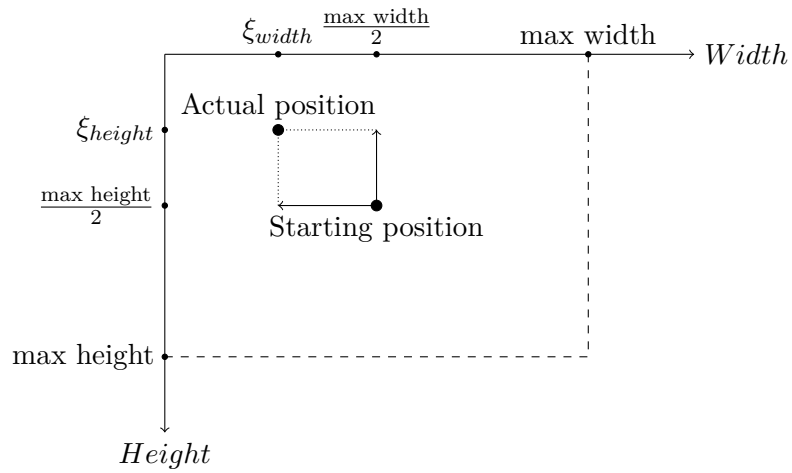 ξ_width
max width
2
max width
Width
Actual position
ξ_height
max height
2
Starting position
max height
Height